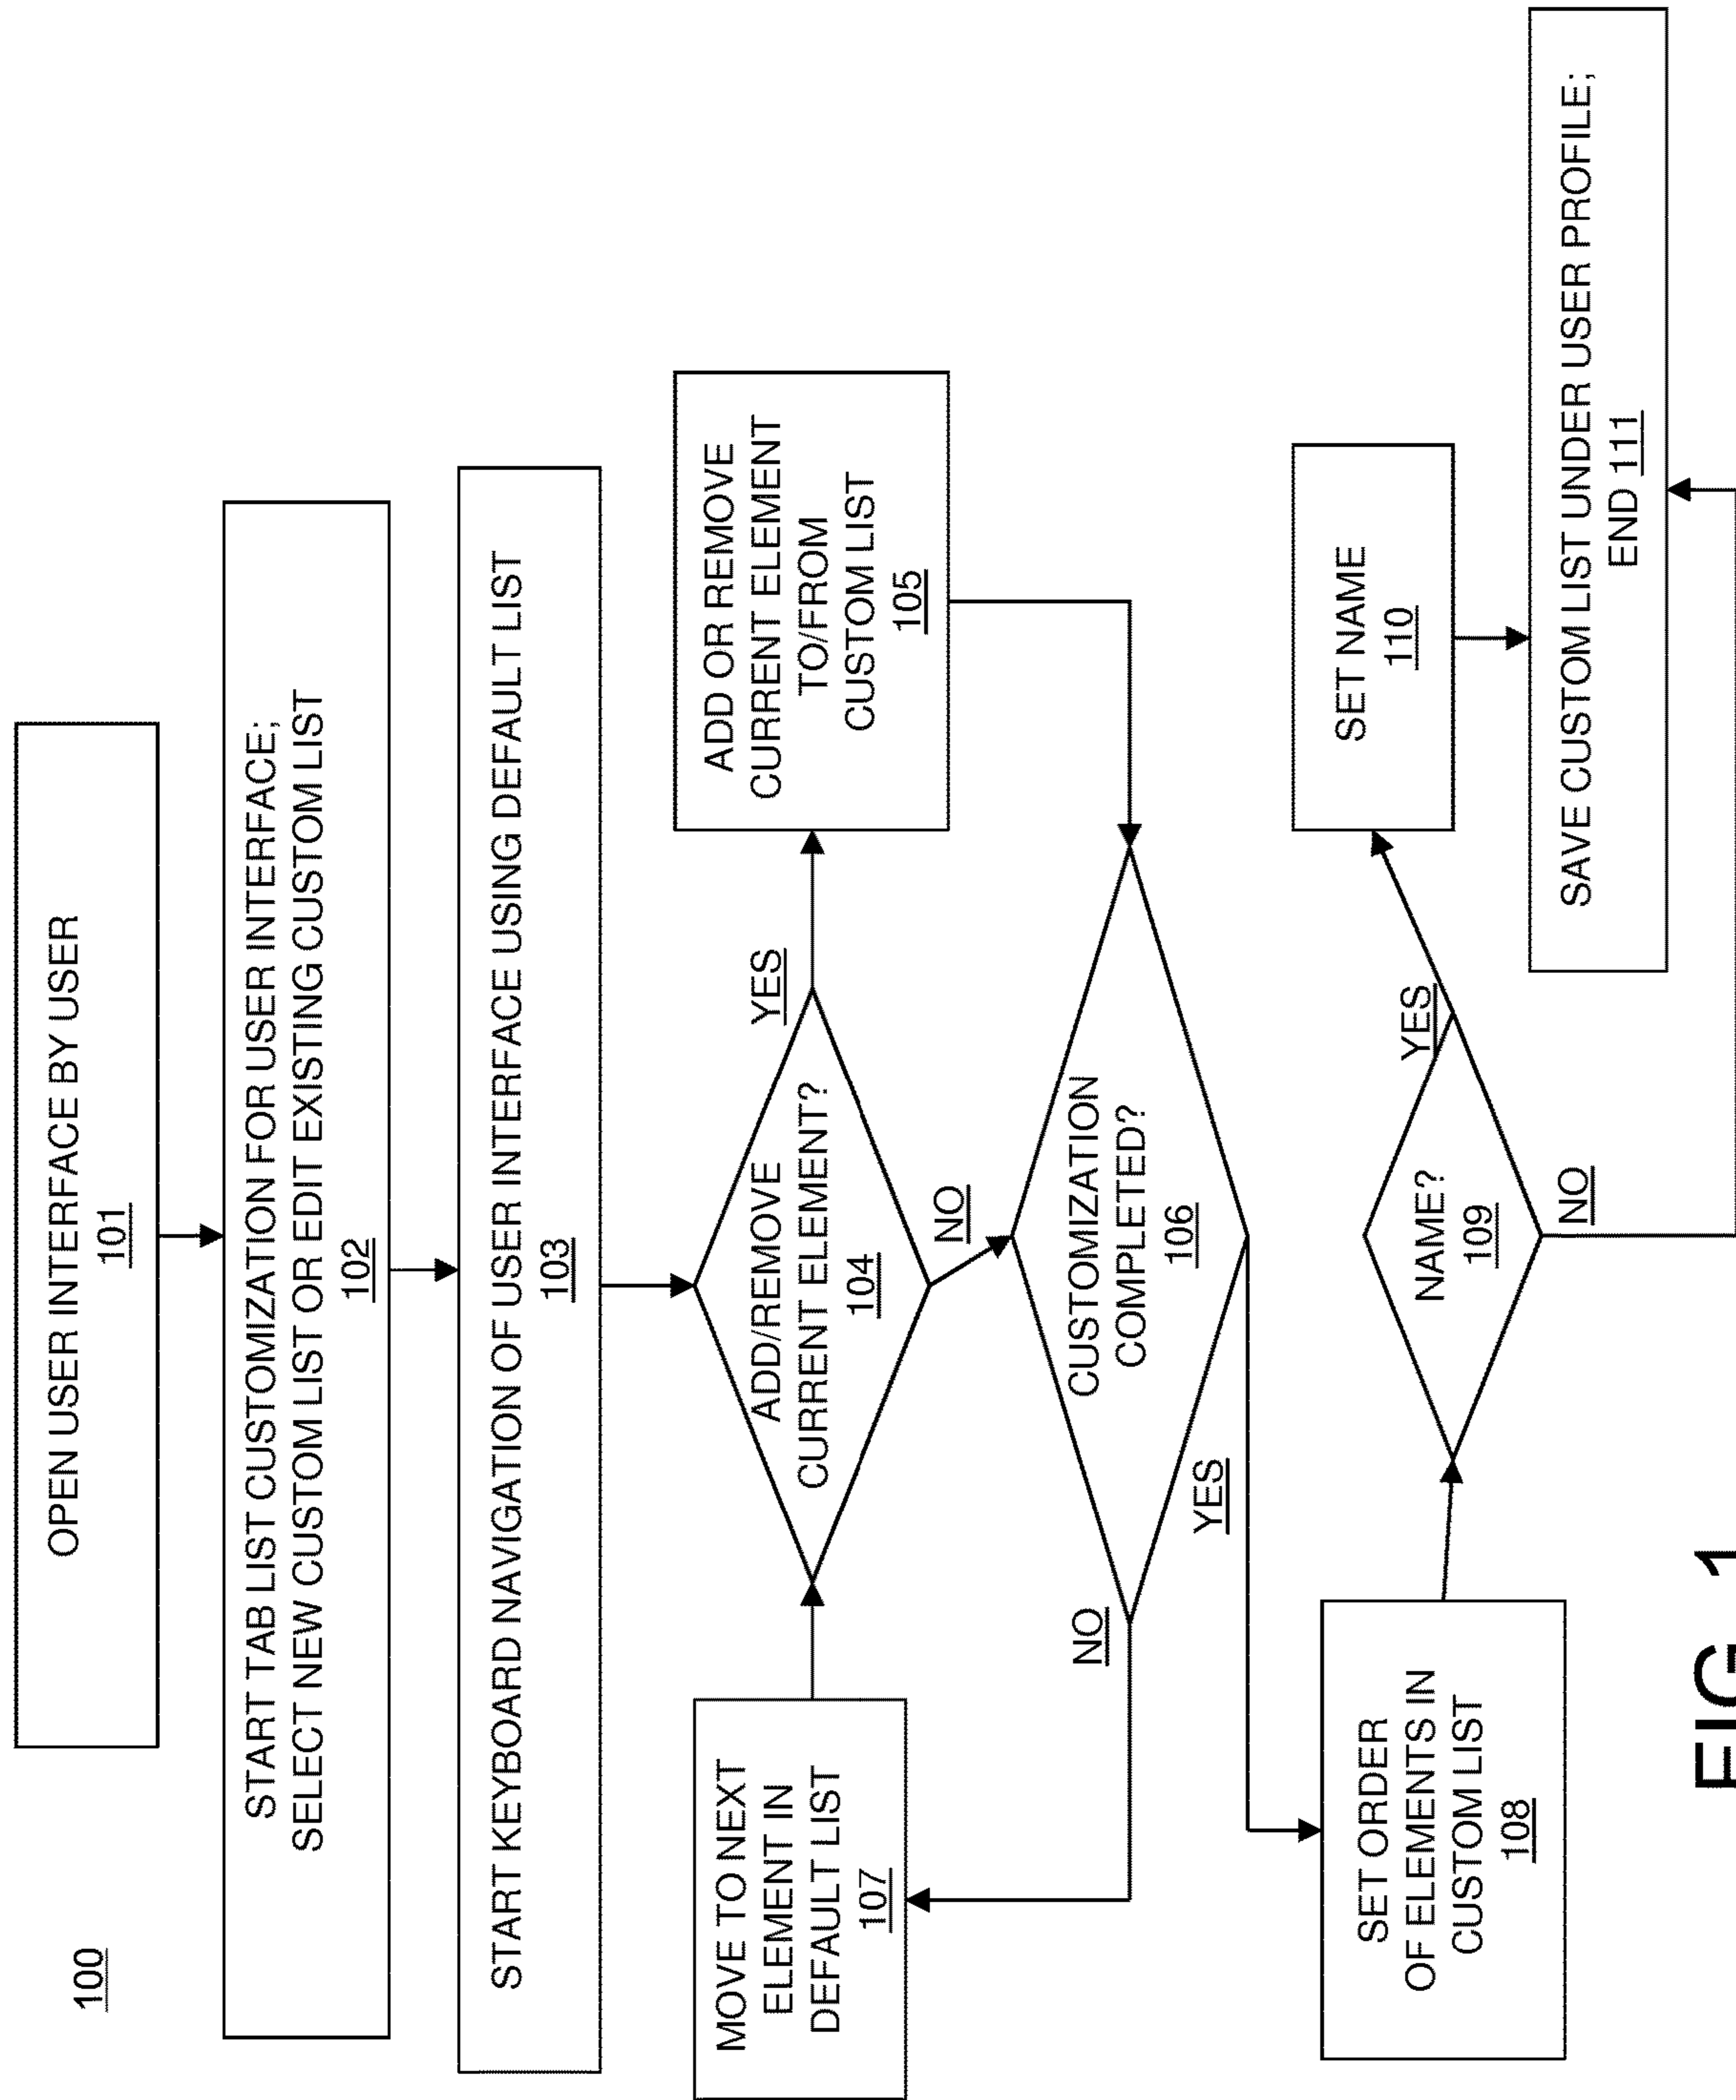 100
OPEN USER INTERFACE BY USER
101
START TAB LIST CUSTOMIZATION FOR USER INTERFACE;
SELECT NEW CUSTOM LIST OR EDIT EXISTING CUSTOM LIST
102
START KEYBOARD NAVIGATION OF USER INTERFACE USING DEFAULT LIST
103
MOVE TO NEXT
ELEMENT IN
DEFAULT LIST
107
ADD/REMOVE
CURRENT ELEMENT?
104
YES
NO
ADD OR REMOVE
CURRENT ELEMENT
TO/FROM
CUSTOM LIST
105
CUSTOMIZATION
COMPLETED?
106
NO
YES
SET ORDER
OF ELEMENTS IN
CUSTOM LIST
108
NAME?
109
YES
NO
SET NAME
110
SAVE CUSTOM LIST UNDER USER PROFILE;
END 111
FIG. 1